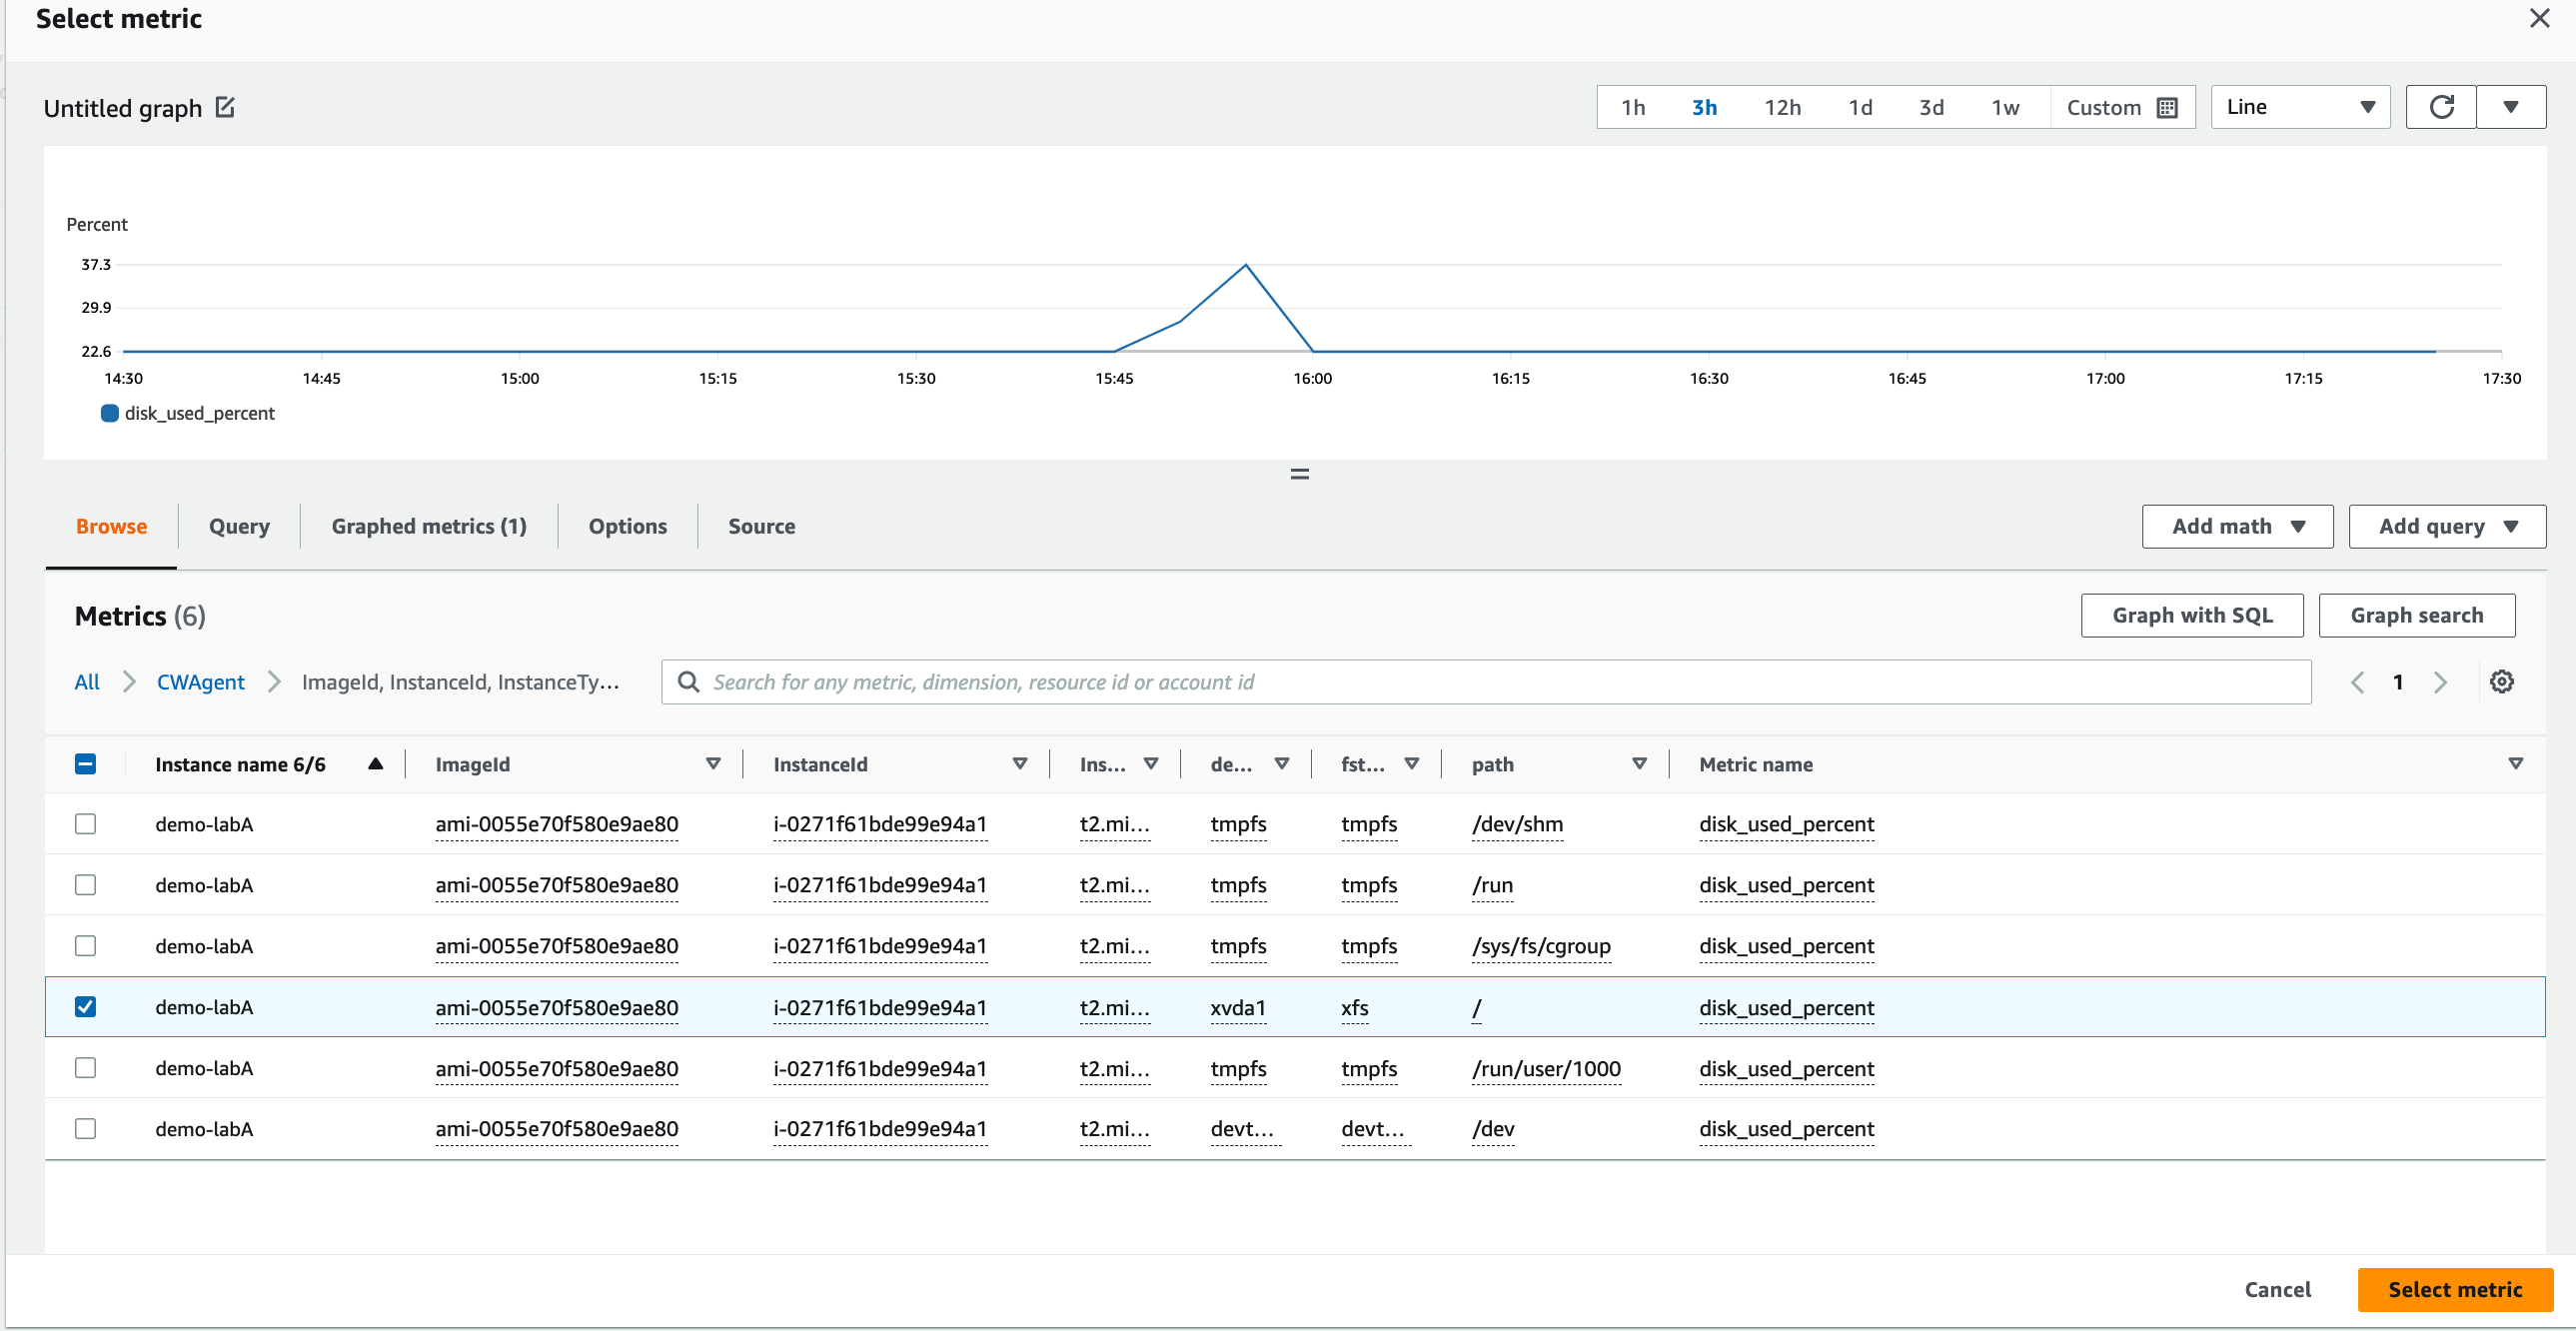 Select metric
Untitled graph
1h 3h 12h 1d 3d 1w Custom Line
Percent
37.3
29.9
22.6
14:30 14:45 15:00 15:15 15:30 15:45 16:00 16:15 16:30 16:45 17:00 17:15 17:30
disk_used_percent
Browse Query Graphed metrics (1) Options Source Add math Add query
Metrics (6) Graph with SQL Graph search
All CWAgent ImageId, InstanceId, InstanceTy... Search for any metric, dimension, resource id or account id 1
Instance name 6/6 ImageId InstanceId Ins... de... fst... path Metric name
demo-labA ami-0055e70f580e9ae80 i-0271f61bde99e94a1 t2.mi... tmpfs tmpfs /dev/shm disk_used_percent
demo-labA ami-0055e70f580e9ae80 i-0271f61bde99e94a1 t2.mi... tmpfs tmpfs /run disk_used_percent
demo-labA ami-0055e70f580e9ae80 i-0271f61bde99e94a1 t2.mi... tmpfs tmpfs /sys/fs/cgroup disk_used_percent
demo-labA ami-0055e70f580e9ae80 i-0271f61bde99e94a1 t2.mi... xvda1 xfs / disk_used_percent
demo-labA ami-0055e70f580e9ae80 i-0271f61bde99e94a1 t2.mi... tmpfs tmpfs /run/user/1000 disk_used_percent
demo-labA ami-0055e70f580e9ae80 i-0271f61bde99e94a1 t2.mi... devt... devt... /dev disk_used_percent
Cancel Select metric